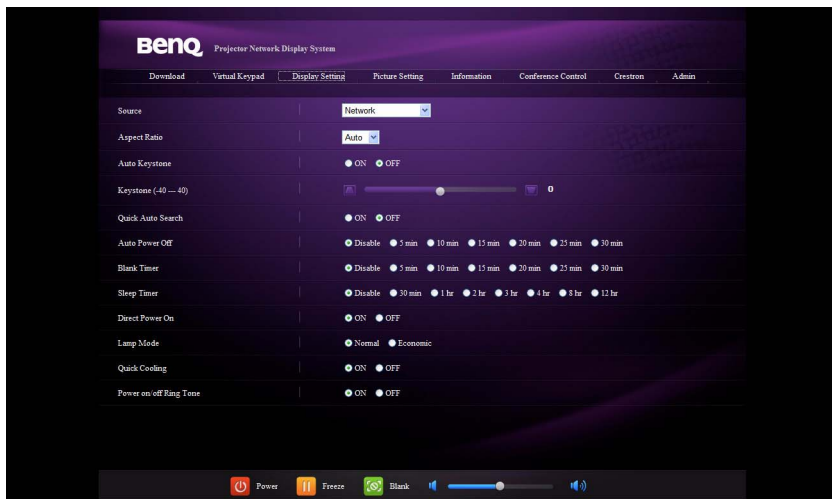 BenQ Projector Network Display System
Download Virtual Keypad Display Setting Picture Setting Information Conference Control Crestron Admin
Source Network
Aspect Ratio Auto
Auto Keystone ON OFF
Keystone (-40 --- 40) 0
Quick Auto Search ON OFF
Auto Power Off Disable 5 min 10 min 15 min 20 min 25 min 30 min
Blank Timer Disable 5 min 10 min 15 min 20 min 25 min 30 min
Sleep Timer Disable 30 min 1 hr 2 hr 3 hr 4 hr 8 hr 12 hr
Direct Power On ON OFF
Lamp Mode Normal Economic
Quick Cooling ON OFF
Power on/off Ring Tone ON OFF
Power Freeze Blank